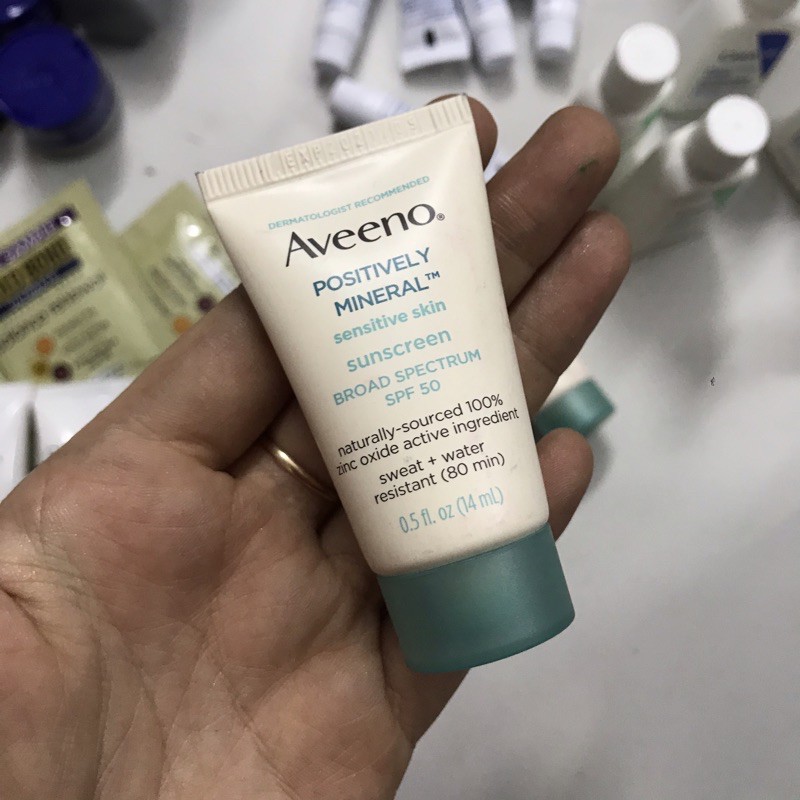 DERMATOLOGIST RECOMMENDED
Aveeno®
POSITIVELY
MINERAL™
sensitive skin
sunscreen
BROAD SPECTRUM
SPF 50
naturally-sourced 100%
zinc oxide active ingredient
sweat + water
resistant (80 min)
0.5 fl. oz (14 mL)